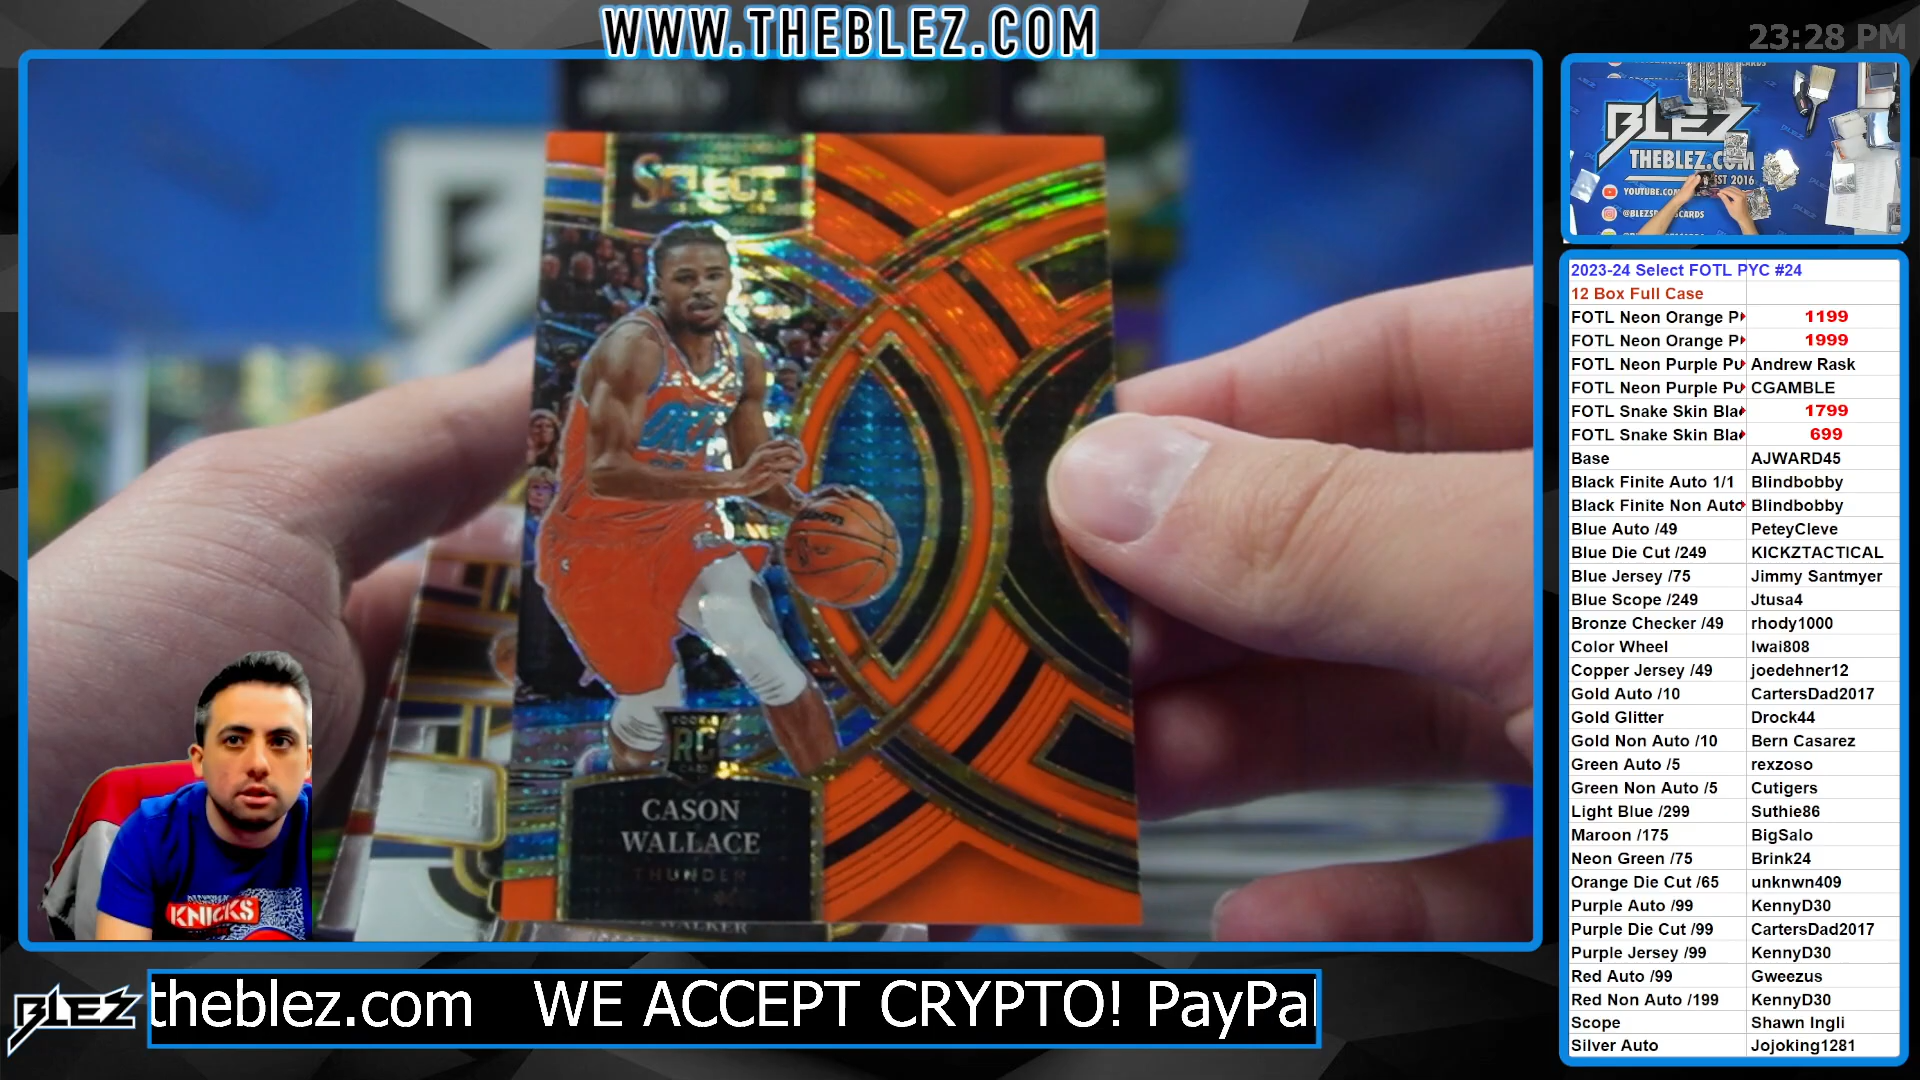 WWW.THEBLEZ.COM
23:28 PM
SELECT
ROOKIE
RC
CASON
WALLACE
THUNDER
WALKER
KNICKS
BLEZ
THEBLEZ.COM
EST 2016
YOUTUBE.COM
2023-24 Select FOTL PYC #24
12 Box Full Case
FOTL Neon Orange P 1199
FOTL Neon Orange P 1999
FOTL Neon Purple Pu Andrew Rask
FOTL Neon Purple Pu CGAMBLE
FOTL Snake Skin Bla 1799
FOTL Snake Skin Bla 699
Base AJWARD45
Black Finite Auto 1/1 Blindbobby
Black Finite Non Auto Blindbobby
Blue Auto /49 PeteyCleve
Blue Die Cut /249 KICKZTACTICAL
Blue Jersey /75 Jimmy Santmyer
Blue Scope /249 Jtusa4
Bronze Checker /49 rhody1000
Color Wheel Iwai808
Copper Jersey /49 joedehner12
Gold Auto /10 CartersDad2017
Gold Glitter Drock44
Gold Non Auto /10 Bern Casarez
Green Auto /5 rexzoso
Green Non Auto /5 Cutigers
Light Blue /299 Suthie86
Maroon /175 BigSalo
Neon Green /75 Brink24
Orange Die Cut /65 unknwn409
Purple Auto /99 KennyD30
Purple Die Cut /99 CartersDad2017
Purple Jersey /99 KennyD30
Red Auto /99 Gweezus
Red Non Auto /199 KennyD30
Scope Shawn Ingli
Silver Auto Jojoking1281
BLEZ
theblez.com WE ACCEPT CRYPTO! PayPal